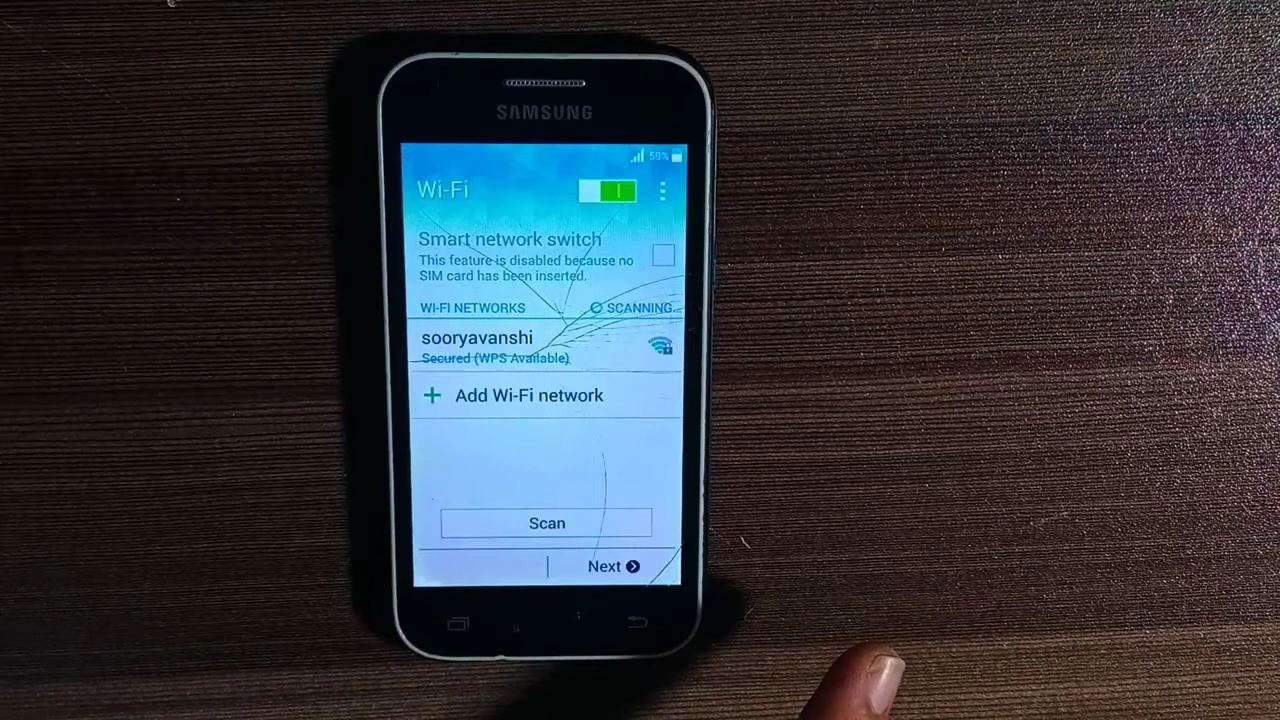 SAMSUNG
59%
Wi-Fi
Smart network switch
This feature is disabled because no
SIM card has been inserted.
WI-FI NETWORKS SCANNING...
sooryavanshi
Secured (WPS Available)
Add Wi-Fi network
Scan
Next